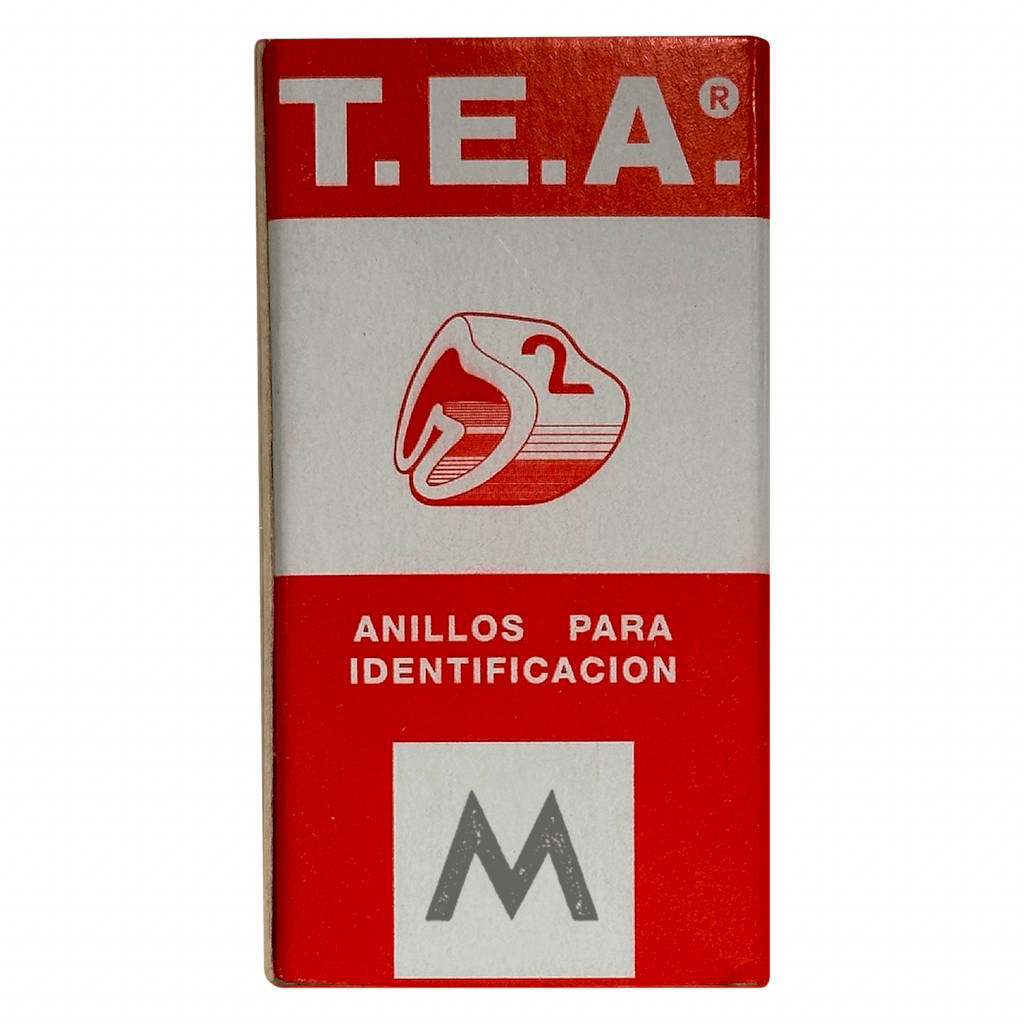 T.E.A.®
2
ANILLOS PARA
IDENTIFICACION
M